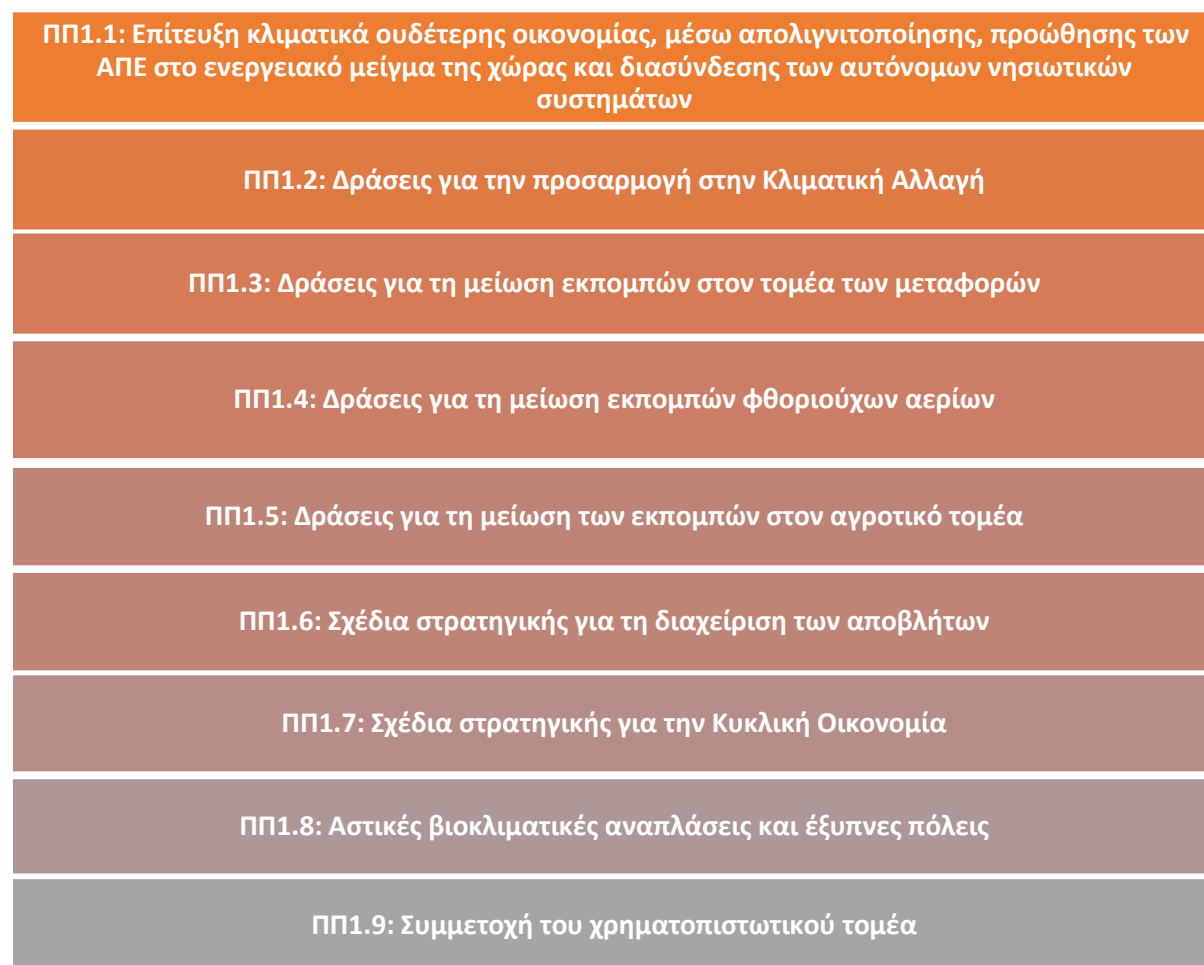 ΠΠ1.1: Επίτευξη κλιματικά ουδέτερης οικονομίας, μέσω απολιγνιτοποίησης, προώθησης των
ΑΠΕ στο ενεργειακό μείγμα της χώρας και διασύνδεσης των αυτόνομων νησιωτικών
συστημάτων
ΠΠ1.2: Δράσεις για την προσαρμογή στην Κλιματική Αλλαγή
ΠΠ1.3: Δράσεις για τη μείωση εκπομπών στον τομέα των μεταφορών
ΠΠ1.4: Δράσεις για τη μείωση εκπομπών φθοριούχων αερίων
ΠΠ1.5: Δράσεις για τη μείωση των εκπομπών στον αγροτικό τομέα
ΠΠ1.6: Σχέδια στρατηγικής για τη διαχείριση των αποβλήτων
ΠΠ1.7: Σχέδια στρατηγικής για την Κυκλική Οικονομία
ΠΠ1.8: Αστικές βιοκλιματικές αναπλάσεις και έξυπνες πόλεις
ΠΠ1.9: Συμμετοχή του χρηματοπιστωτικού τομέα